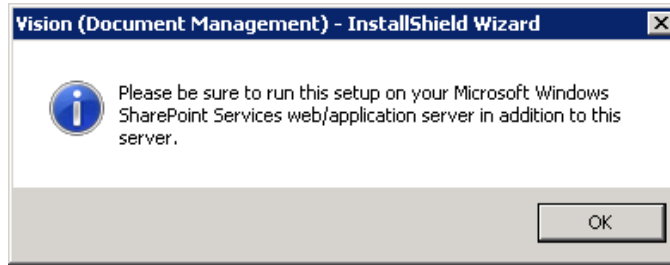 Vision (Document Management) - InstallShield Wizard
Please be sure to run this setup on your Microsoft Windows
SharePoint Services web/application server in addition to this
server.
OK